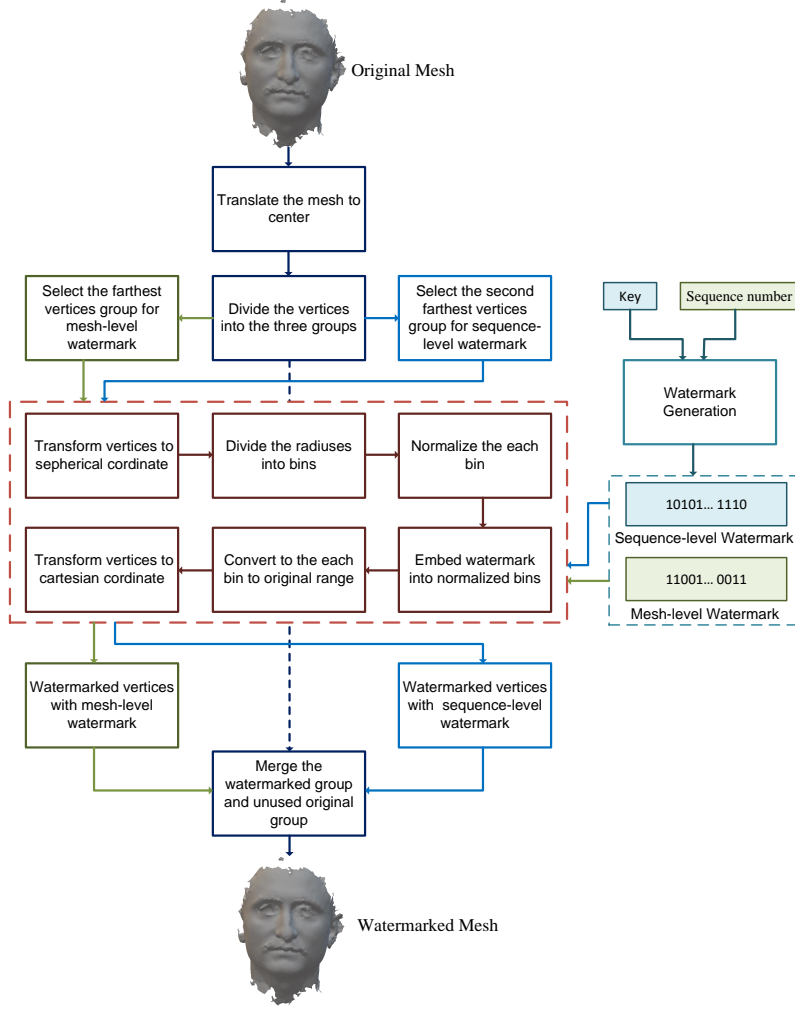 Original Mesh
Translate the mesh to
center
Select the farthest
vertices group for
mesh-level
watermark
Divide the vertices
into the three groups
Select the second
farthest vertices
group for sequence-
level watermark
Key
Sequence number
Watermark
Generation
Transform vertices to
sepherical cordinate
Divide the radiuses
into bins
Normalize the each
bin
10101... 1110
Sequence-level Watermark
Transform vertices to
cartesian cordinate
Convert to the each
bin to original range
Embed watermark
into normalized bins
11001... 0011
Mesh-level Watermark
Watermarked vertices
with mesh-level
watermark
Watermarked vertices
with sequence-level
watermark
Merge the
watermarked group
and unused original
group
Watermarked Mesh